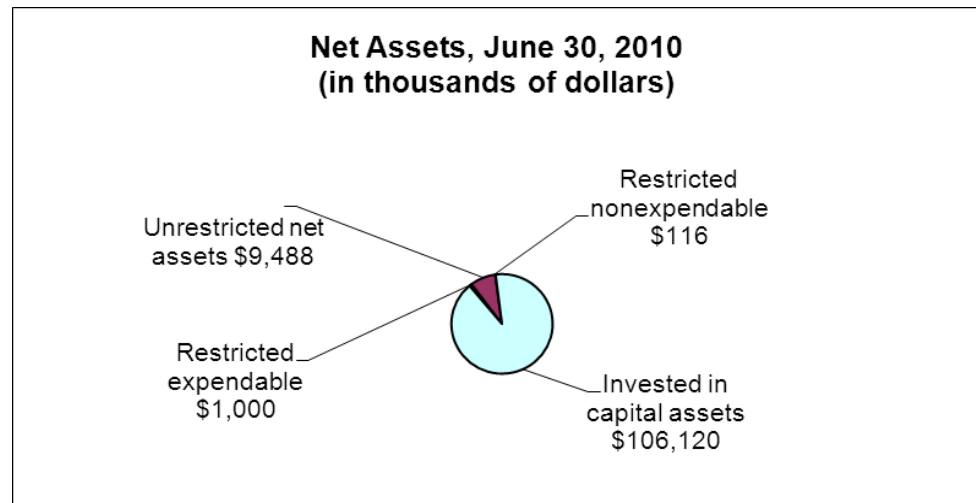 Net Assets, June 30, 2010
(in thousands of dollars)
Restricted
nonexpendable
$116
Unrestricted net
assets $9,488
Restricted
expendable
$1,000
Invested in
capital assets
$106,120